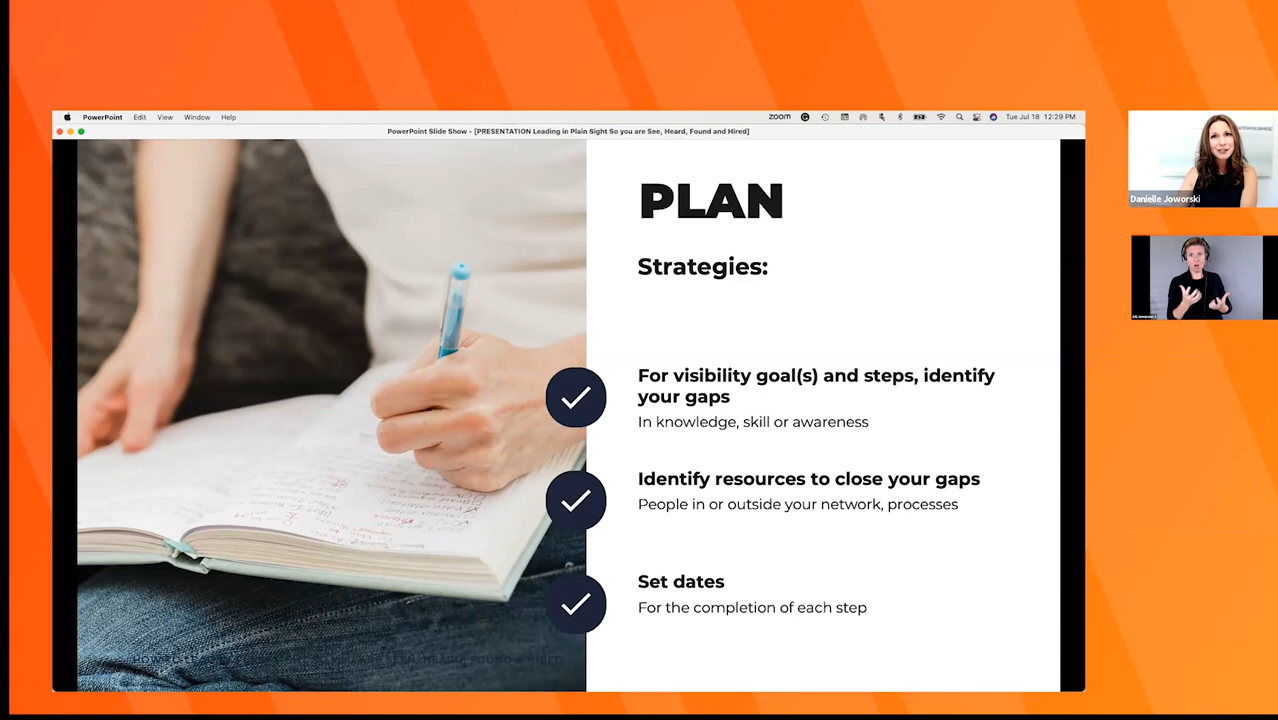 PowerPoint Edit View Window Help
zoom
Tue Jul 18 12:29 PM
PowerPoint Slide Show - [PRESENTATION Leading in Plain Sight So you are See, Heard, Found and Hired]
PLAN
Strategies:
For visibility goal(s) and steps, identify
your gaps
In knowledge, skill or awareness
Identify resources to close your gaps
People in or outside your network, processes
Set dates
For the completion of each step
Danielle Joworski